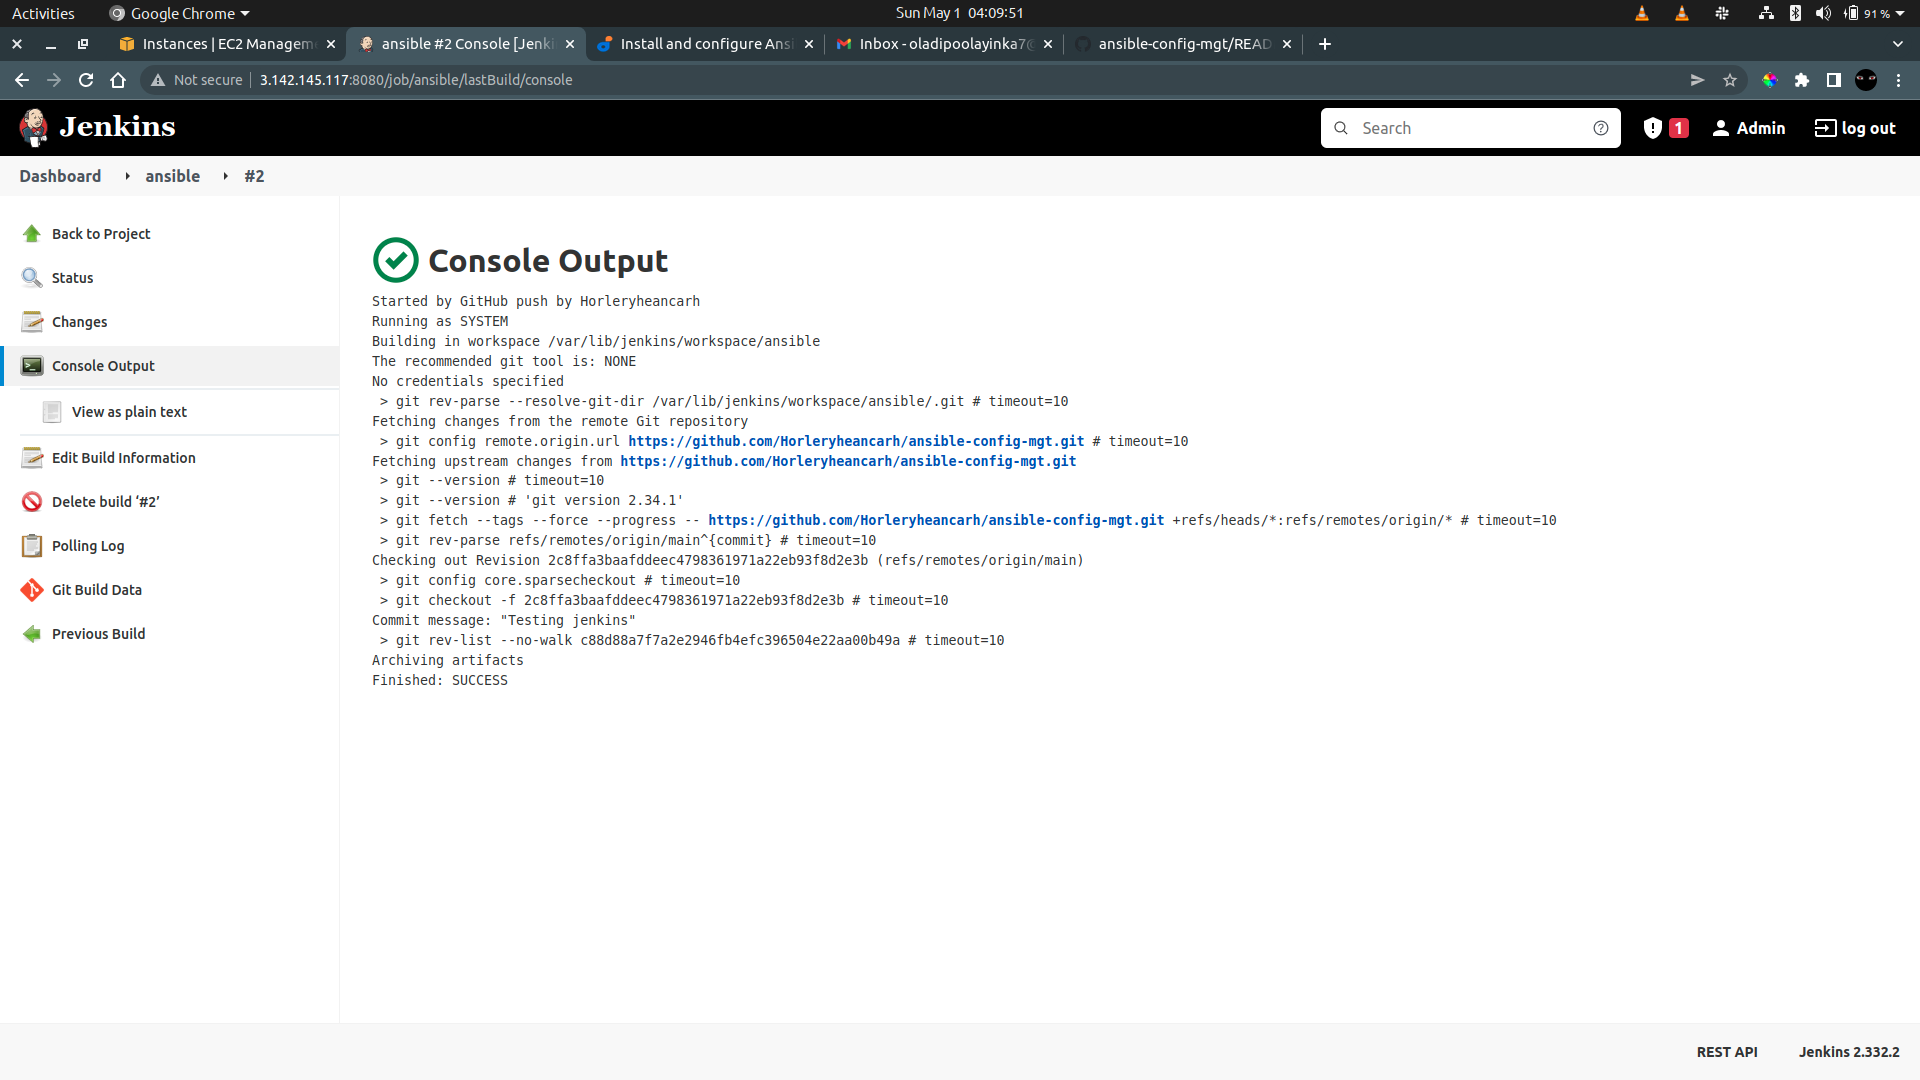 Activities
Google Chrome
Sun May 1 04:09:51
91 %
Instances | EC2 Managem
ansible #2 Console [Jenki
Install and configure Ansi
Inbox - oladipoolayinka7@
ansible-config-mgt/READ
Not secure
3.142.145.117:8080/job/ansible/lastBuild/console
Jenkins
Search
1
Admin
log out
Dashboard
ansible
#2
Back to Project
Status
Changes
Console Output
View as plain text
Edit Build Information
Delete build ‘#2’
Polling Log
Git Build Data
Previous Build
Console Output
Started by GitHub push by Horleryheancarh
Running as SYSTEM
Building in workspace /var/lib/jenkins/workspace/ansible
The recommended git tool is: NONE
No credentials specified
> git rev-parse --resolve-git-dir /var/lib/jenkins/workspace/ansible/.git # timeout=10
Fetching changes from the remote Git repository
> git config remote.origin.url https://github.com/Horleryheancarh/ansible-config-mgt.git # timeout=10
Fetching upstream changes from https://github.com/Horleryheancarh/ansible-config-mgt.git
> git --version # timeout=10
> git --version # 'git version 2.34.1'
> git fetch --tags --force --progress -- https://github.com/Horleryheancarh/ansible-config-mgt.git +refs/heads/*:refs/remotes/origin/* # timeout=10
> git rev-parse refs/remotes/origin/main^{commit} # timeout=10
Checking out Revision 2c8ffa3baafddeec4798361971a22eb93f8d2e3b (refs/remotes/origin/main)
> git config core.sparsecheckout # timeout=10
> git checkout -f 2c8ffa3baafddeec4798361971a22eb93f8d2e3b # timeout=10
Commit message: "Testing jenkins"
> git rev-list --no-walk c88d88a7f7a2e2946fb4efc396504e22aa00b49a # timeout=10
Archiving artifacts
Finished: SUCCESS
REST API
Jenkins 2.332.2